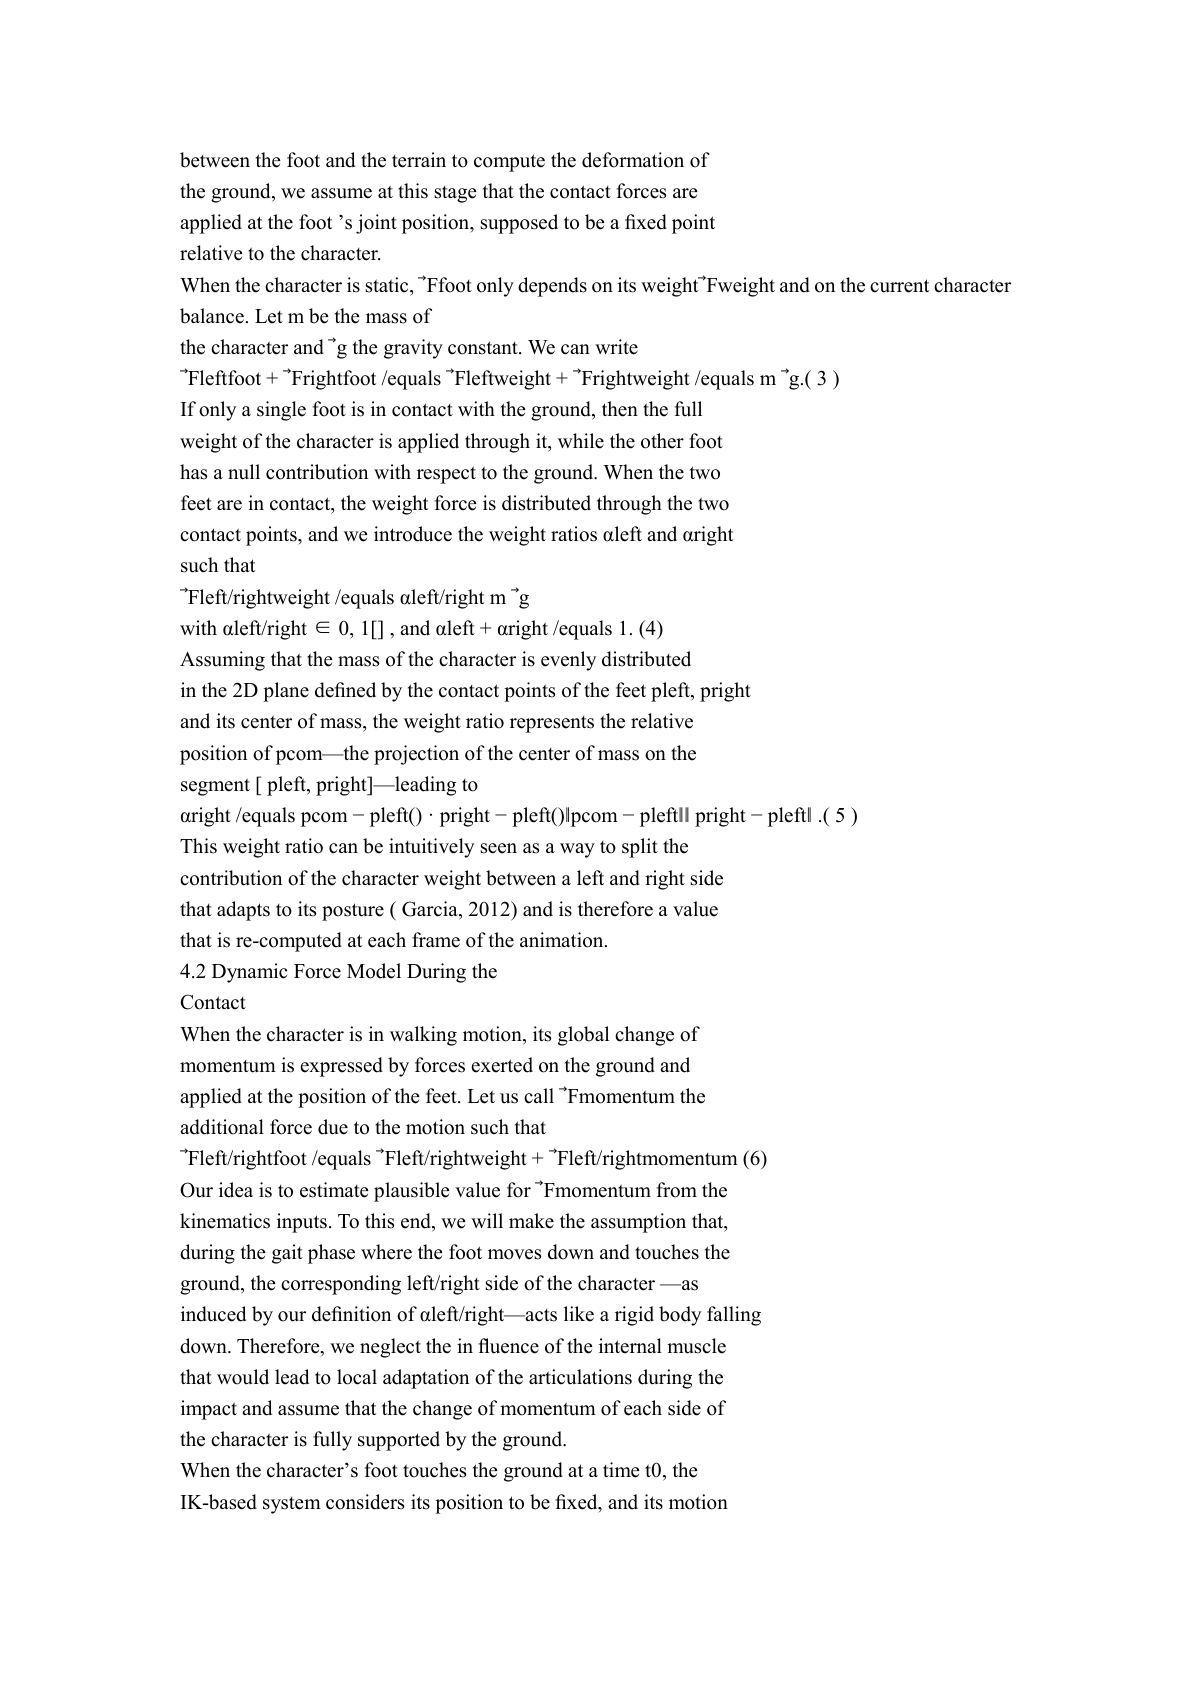 between the foot and the terrain to compute the deformation of
the ground, we assume at this stage that the contact forces are
applied at the foot ’s joint position, supposed to be a fixed point
relative to the character.
When the character is static, ⃗Ffoot only depends on its weight⃗Fweight and on the current character
balance. Let m be the mass of
the character and ⃗g the gravity constant. We can write
⃗Fleftfoot + ⃗Frightfoot /equals ⃗Fleftweight + ⃗Frightweight /equals m ⃗g.( 3 )
If only a single foot is in contact with the ground, then the full
weight of the character is applied through it, while the other foot
has a null contribution with respect to the ground. When the two
feet are in contact, the weight force is distributed through the two
contact points, and we introduce the weight ratios αleft and αright
such that
⃗Fleft/rightweight /equals αleft/right m ⃗g
with αleft/right ∈ 0, 1[] , and αleft + αright /equals 1. (4)
Assuming that the mass of the character is evenly distributed
in the 2D plane defined by the contact points of the feet pleft, pright
and its center of mass, the weight ratio represents the relative
position of pcom—the projection of the center of mass on the
segment [ pleft, pright]—leading to
αright /equals pcom − pleft() · pright − pleft()‖pcom − pleft‖‖ pright − pleft‖ .( 5 )
This weight ratio can be intuitively seen as a way to split the
contribution of the character weight between a left and right side
that adapts to its posture ( Garcia, 2012) and is therefore a value
that is re-computed at each frame of the animation.
4.2 Dynamic Force Model During the
Contact
When the character is in walking motion, its global change of
momentum is expressed by forces exerted on the ground and
applied at the position of the feet. Let us call ⃗Fmomentum the
additional force due to the motion such that
⃗Fleft/rightfoot /equals ⃗Fleft/rightweight + ⃗Fleft/rightmomentum (6)
Our idea is to estimate plausible value for ⃗Fmomentum from the
kinematics inputs. To this end, we will make the assumption that,
during the gait phase where the foot moves down and touches the
ground, the corresponding left/right side of the character —as
induced by our definition of αleft/right—acts like a rigid body falling
down. Therefore, we neglect the in fluence of the internal muscle
that would lead to local adaptation of the articulations during the
impact and assume that the change of momentum of each side of
the character is fully supported by the ground.
When the character’s foot touches the ground at a time t0, the
IK-based system considers its position to be fixed, and its motion